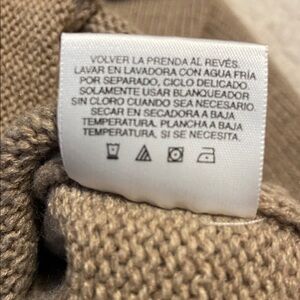 VOLVER LA PRENDA AL REVÉS.
LAVAR EN LAVADORA CON AGUA FRÍA
POR SEPARADO, CICLO DELICADO.
SOLAMENTE USAR BLANQUEADOR
SIN CLORO CUANDO SEA NECESARIO.
SECAR EN SECADORA A BAJA
TEMPERATURA. PLANCHA A BAJA
TEMPERATURA, SI SE NECESITA.